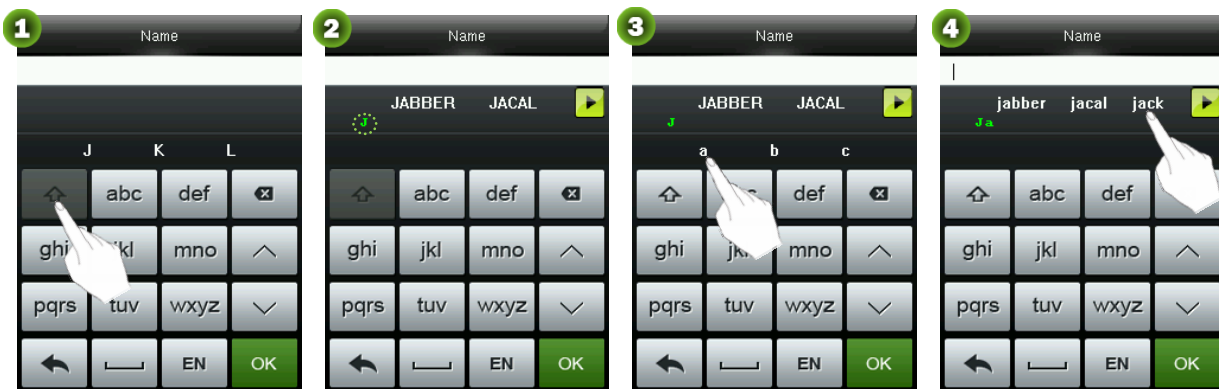 1
Name
J K L
abc def
ghi jkl mno
pqrs tuv wxyz
EN OK
2
Name
JABBER JACAL
J
abc def
ghi jkl mno
pqrs tuv wxyz
EN OK
3
Name
JABBER JACAL
J
a b c
def
ghi jkl mno
pqrs tuv wxyz
EN OK
4
Name
jabber jacal jack
Ja
abc def
ghi jkl mno
pqrs tuv wxyz
EN OK